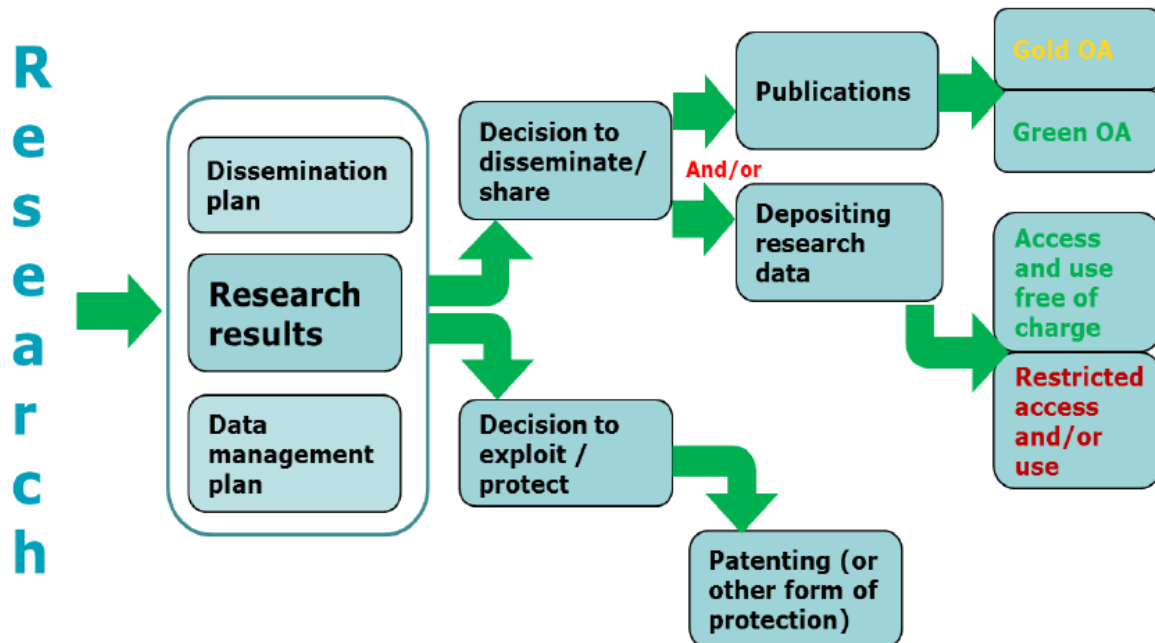 Research
Dissemination
plan
Research
results
Data
management
plan
Decision to
disseminate/
share
Decision to
exploit /
protect
And/or
Publications
Depositing
research
data
Patenting (or
other form of
protection)
Gold OA
Green OA
Access
and use
free of
charge
Restricted
access
and/or
use